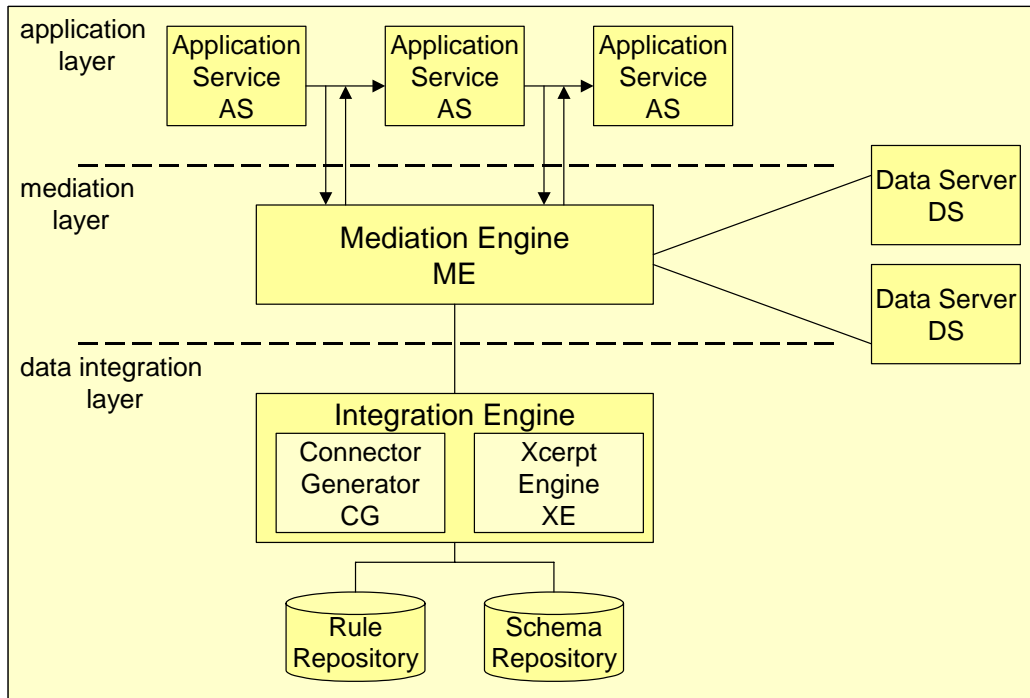 application
layer
Application
Service
AS
Application
Service
AS
Application
Service
AS
mediation
layer
Mediation Engine
ME
Data Server
DS
Data Server
DS
data integration
layer
Integration Engine
Connector
Generator
CG
Xcerpt
Engine
XE
Rule
Repository
Schema
Repository